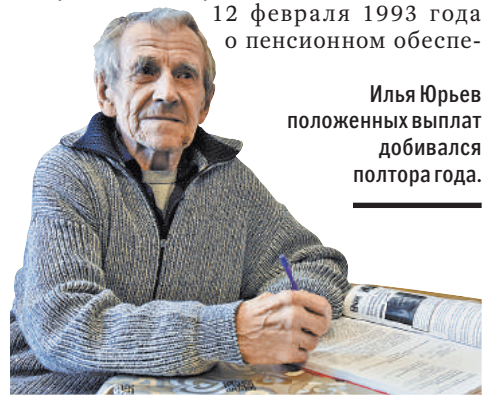 12 февраля 1993 года
о пенсионном обеспе-
Илья Юрьев
положенных выплат
добивался
полтора года.